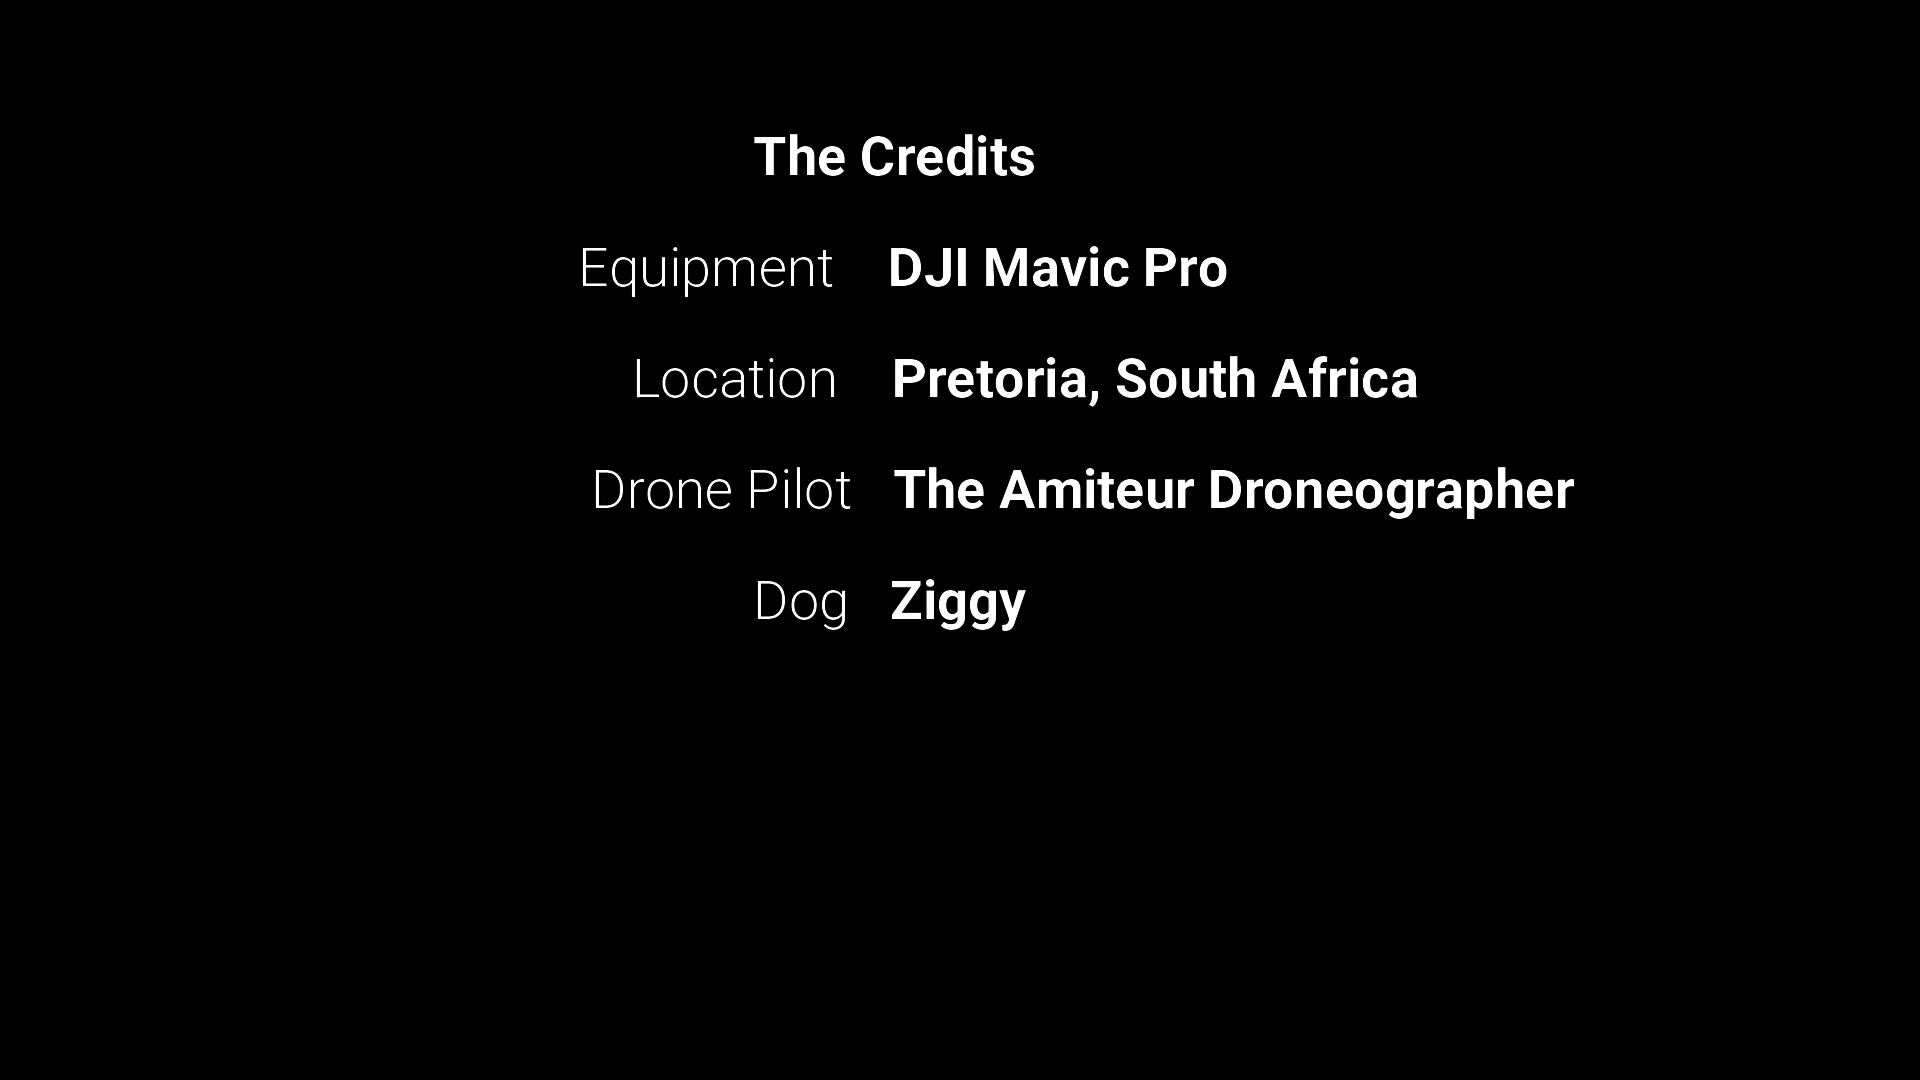 The Credits
Equipment DJI Mavic Pro
Location Pretoria, South Africa
Drone Pilot The Amiteur Droneographer
Dog Ziggy